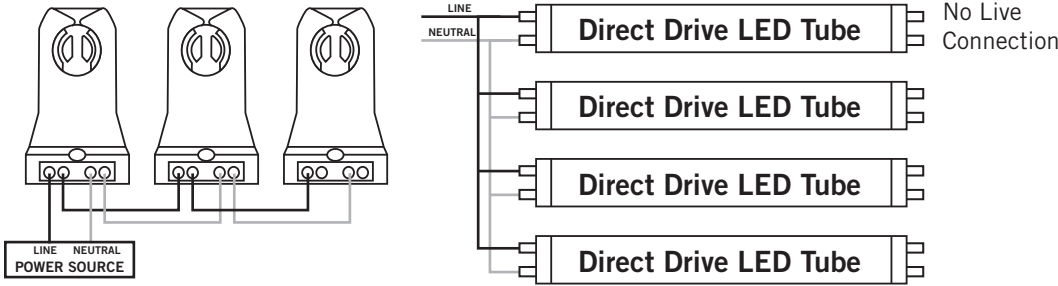 LINE NEUTRAL
POWER SOURCE
LINE
NEUTRAL
Direct Drive LED Tube
No Live
Connection
Direct Drive LED Tube
Direct Drive LED Tube
Direct Drive LED Tube